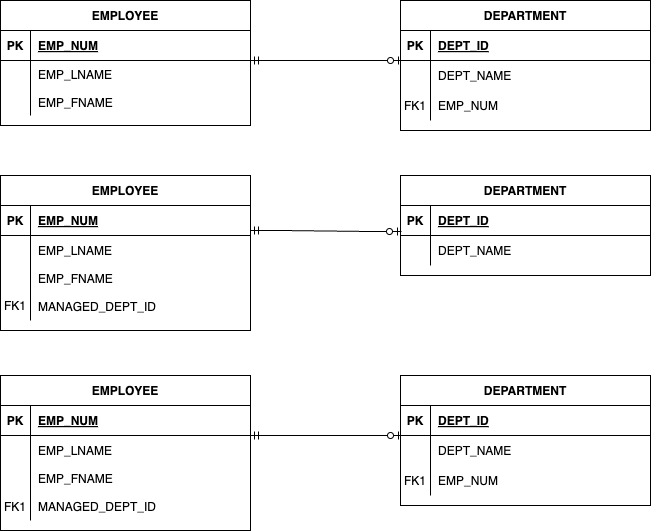 EMPLOYEE
PK EMP_NUM
EMP_LNAME
EMP_FNAME
DEPARTMENT
PK DEPT_ID
DEPT_NAME
FK1 EMP_NUM
EMPLOYEE
PK EMP_NUM
EMP_LNAME
EMP_FNAME
FK1 MANAGED_DEPT_ID
DEPARTMENT
PK DEPT_ID
DEPT_NAME
EMPLOYEE
PK EMP_NUM
EMP_LNAME
EMP_FNAME
FK1 MANAGED_DEPT_ID
DEPARTMENT
PK DEPT_ID
DEPT_NAME
FK1 EMP_NUM